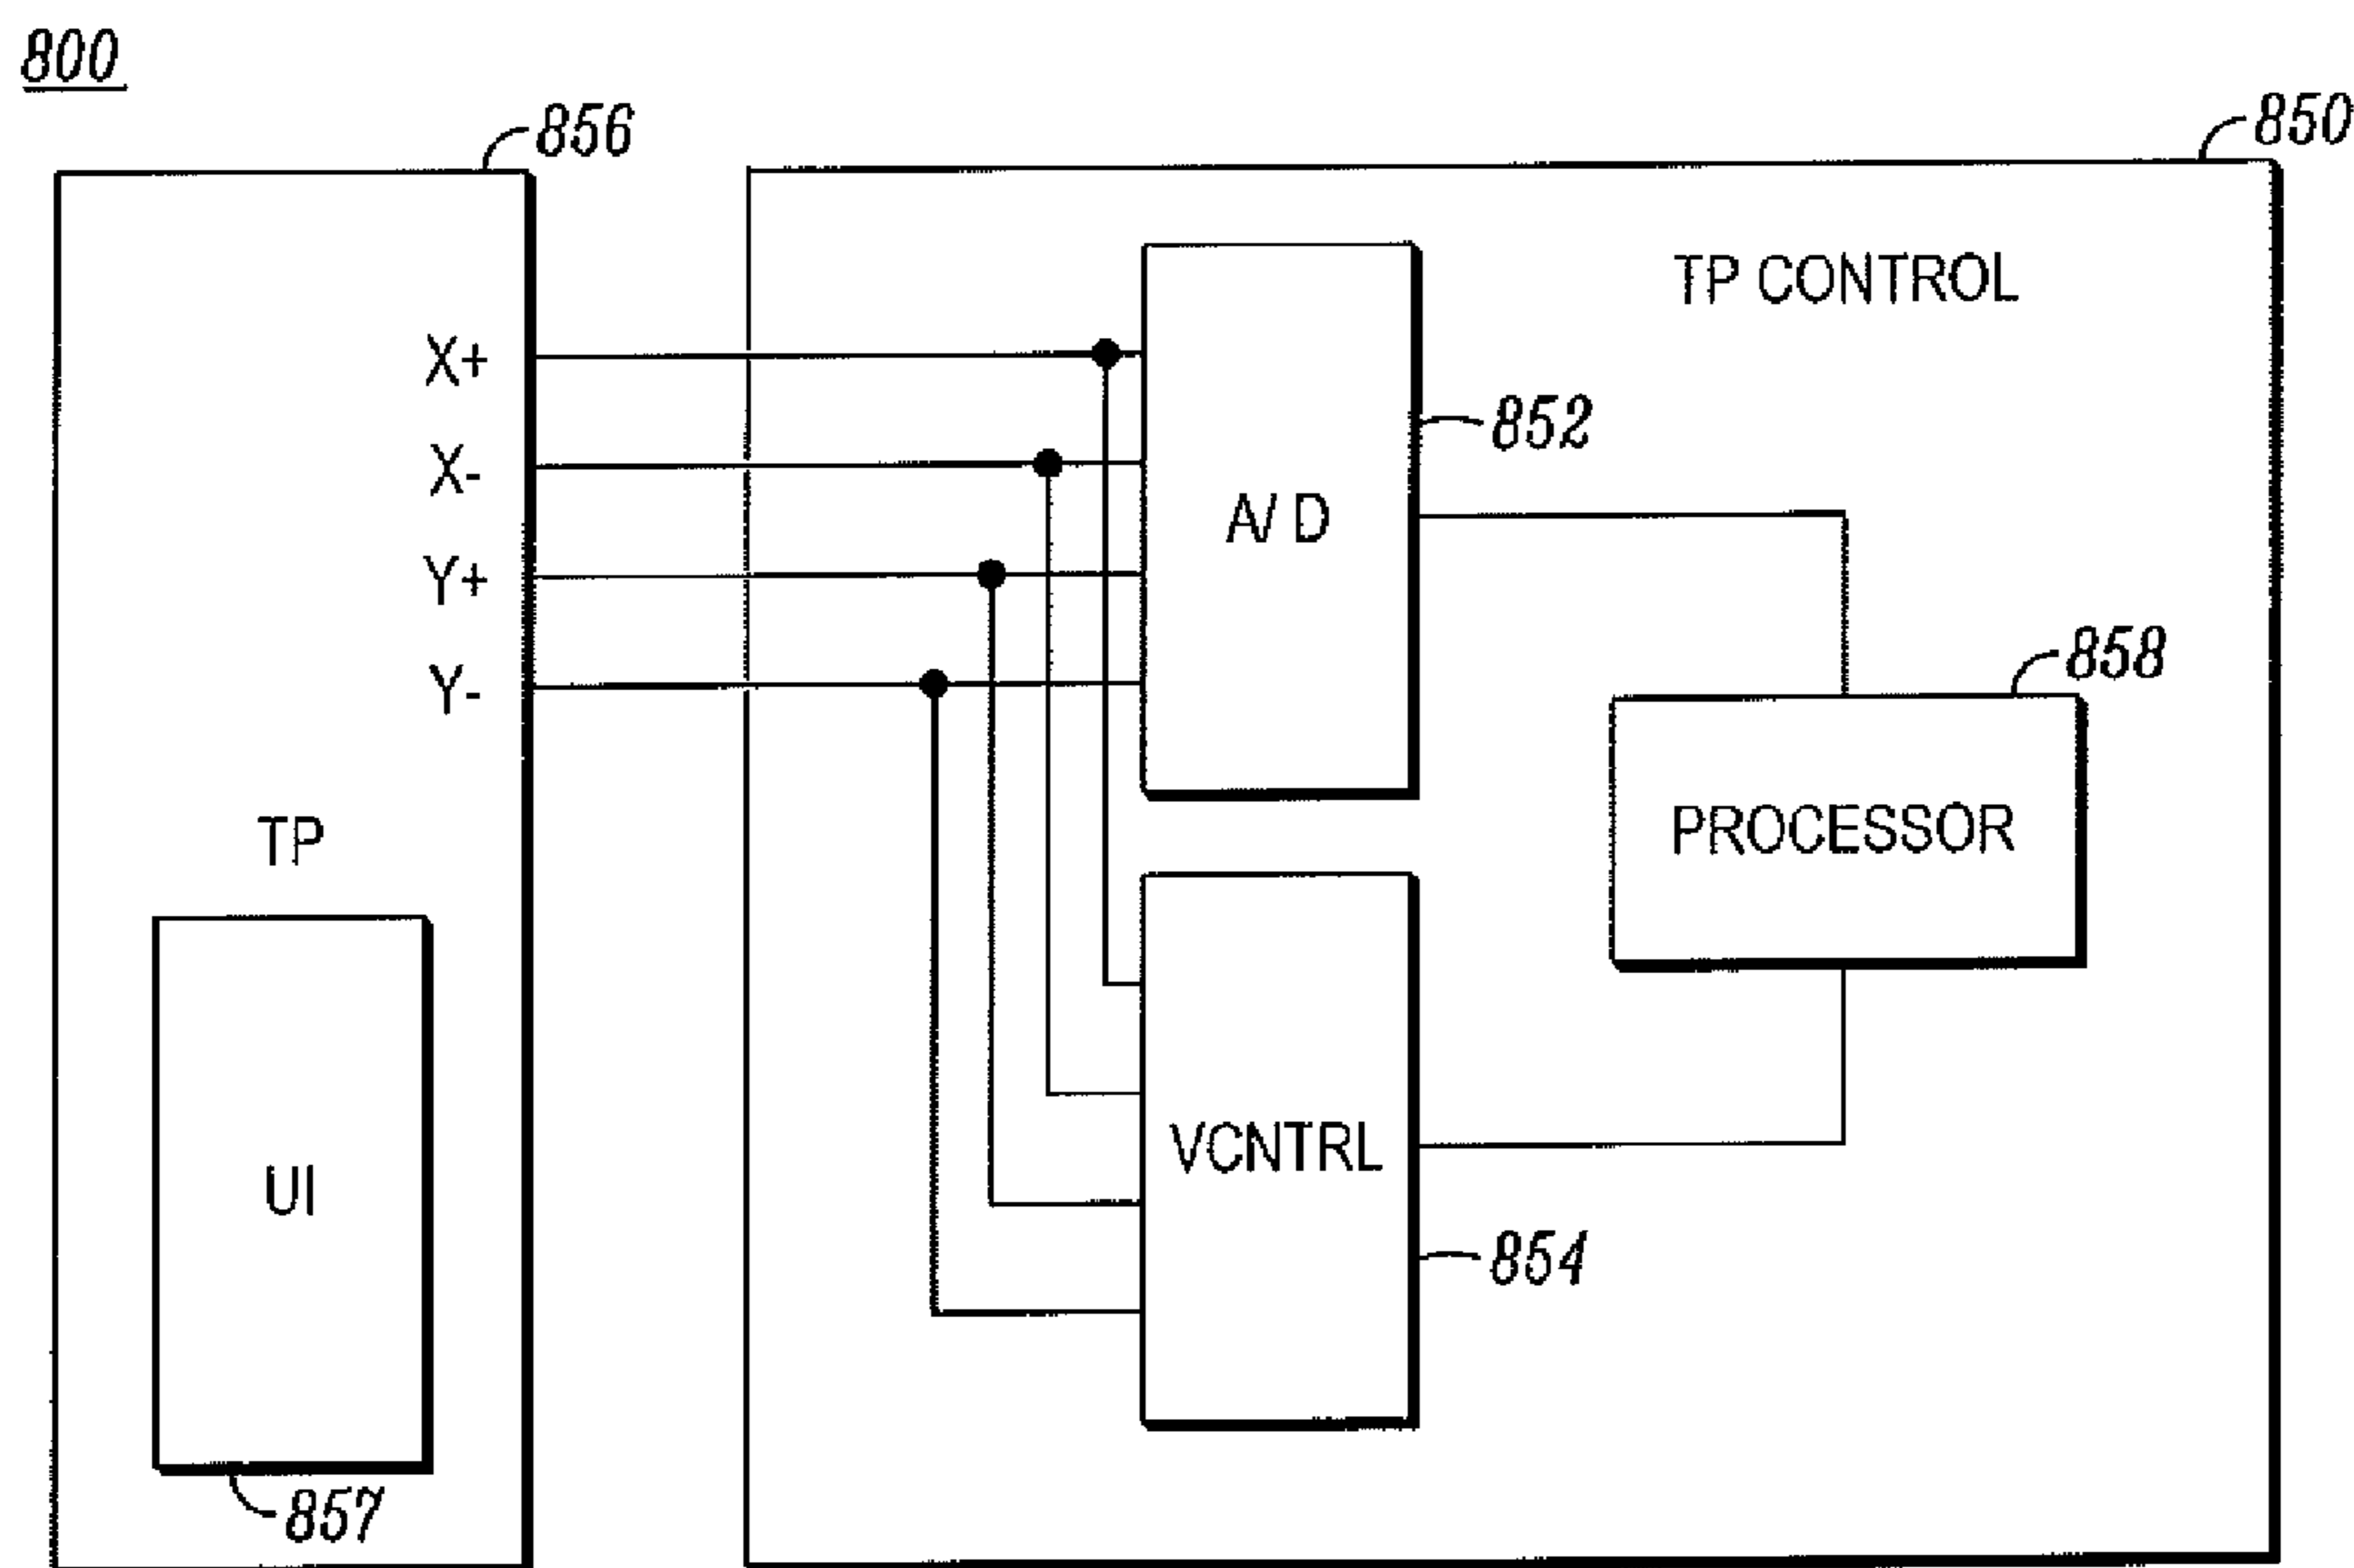 800
856
850
TP CONTROL
X+
X-
Y+
Y-
852
A/D
858
PROCESSOR
TP
UI
VCNTRL
854
857